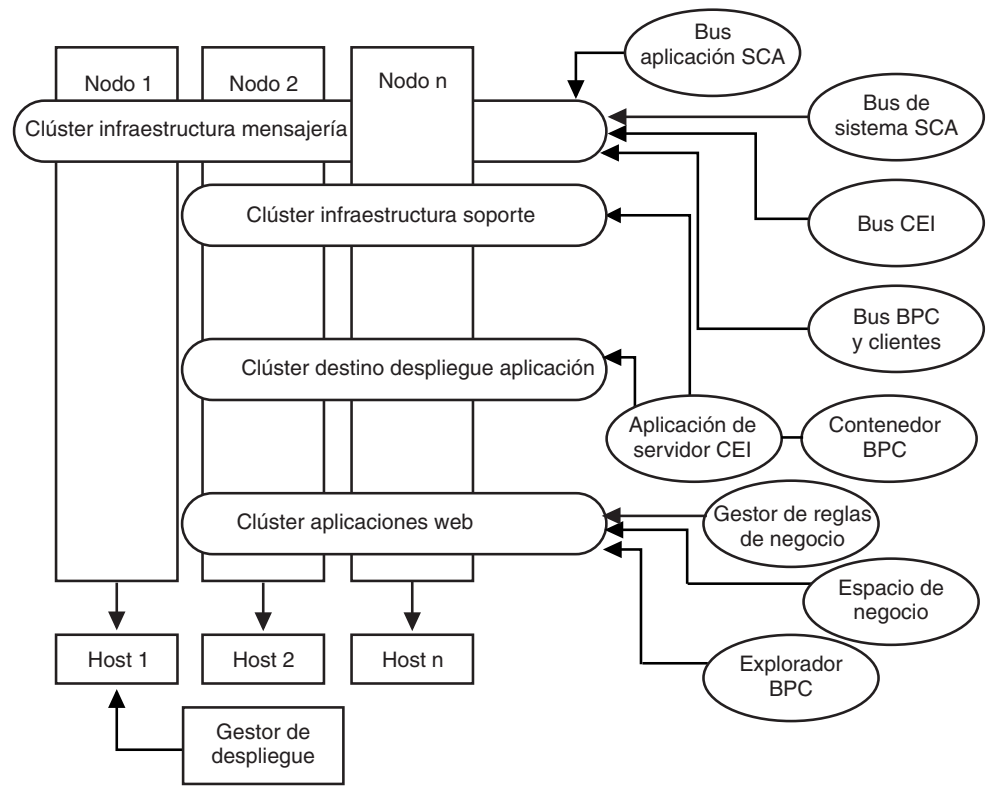 Bus
aplicación SCA
Nodo 1
Nodo 2
Nodo n
Clúster infraestructura mensajería
Bus de
sistema SCA
Clúster infraestructura soporte
Bus CEI
Bus BPC
y clientes
Clúster destino despliegue aplicación
Aplicación de
servidor CEI
Contenedor
BPC
Clúster aplicaciones web
Gestor de reglas
de negocio
Espacio de
negocio
Host 1
Host 2
Host n
Explorador
BPC
Gestor de
despliegue